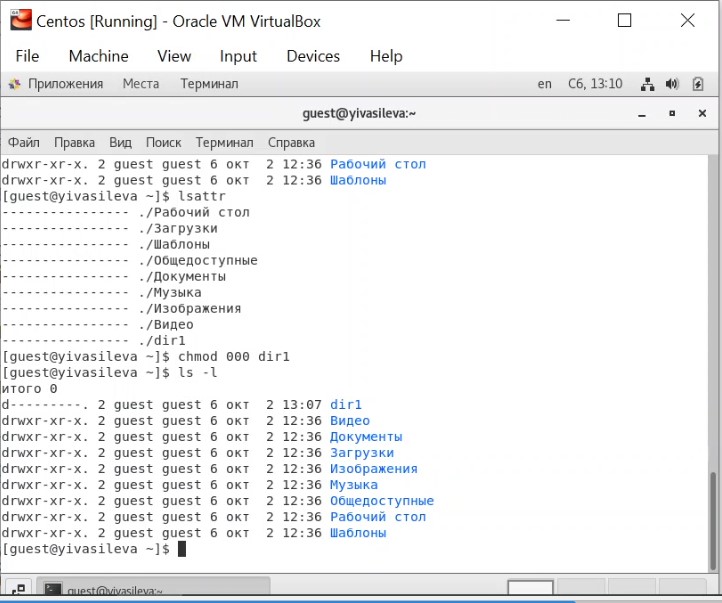 Centos [Running] - Oracle VM VirtualBox
File Machine View Input Devices Help
Приложения Места Терминал en Сб, 13:10
guest@yivasileva:~
Файл Правка Вид Поиск Терминал Справка
drwxr-xr-x. 2 guest guest 6 окт  2 12:36 Рабочий стол
drwxr-xr-x. 2 guest guest 6 окт  2 12:36 Шаблоны
[guest@yivasileva ~]$ lsattr
---------------- ./Рабочий стол
---------------- ./Загрузки
---------------- ./Шаблоны
---------------- ./Общедоступные
---------------- ./Документы
---------------- ./Музыка
---------------- ./Изображения
---------------- ./Видео
---------------- ./dir1
[guest@yivasileva ~]$ chmod 000 dir1
[guest@yivasileva ~]$ ls -l
итого 0
d---------. 2 guest guest 6 окт  2 13:07 dir1
drwxr-xr-x. 2 guest guest 6 окт  2 12:36 Видео
drwxr-xr-x. 2 guest guest 6 окт  2 12:36 Документы
drwxr-xr-x. 2 guest guest 6 окт  2 12:36 Загрузки
drwxr-xr-x. 2 guest guest 6 окт  2 12:36 Изображения
drwxr-xr-x. 2 guest guest 6 окт  2 12:36 Музыка
drwxr-xr-x. 2 guest guest 6 окт  2 12:36 Общедоступные
drwxr-xr-x. 2 guest guest 6 окт  2 12:36 Рабочий стол
drwxr-xr-x. 2 guest guest 6 окт  2 12:36 Шаблоны
[guest@yivasileva ~]$
guest@yivasileva:~